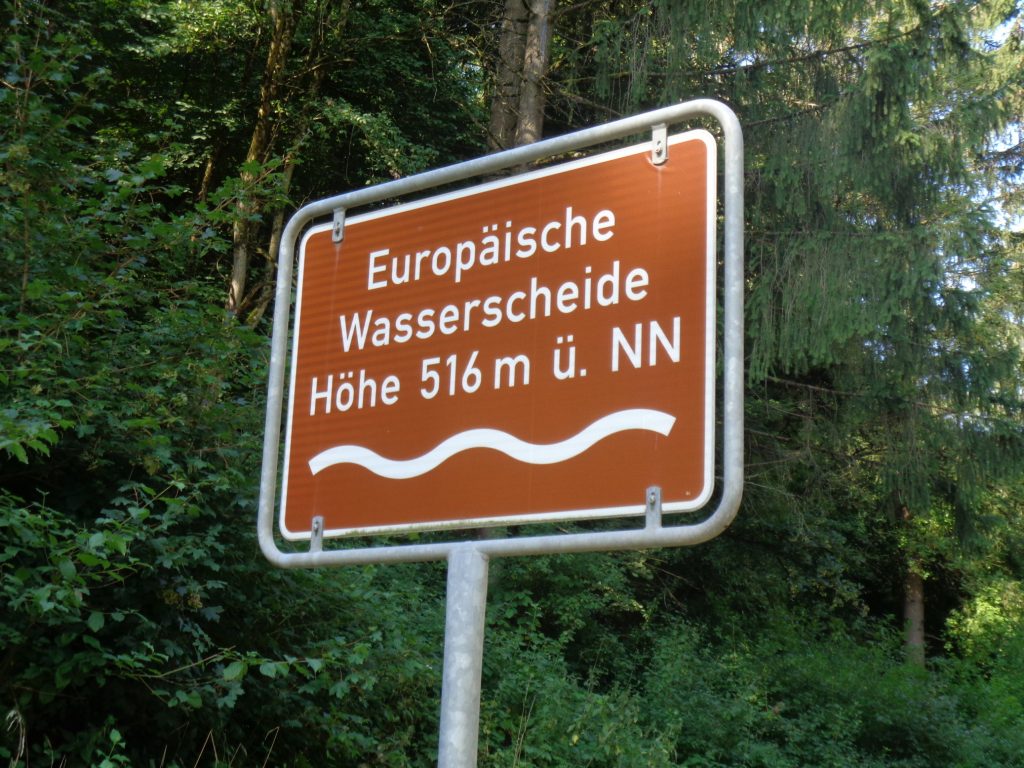 Europäische
Wasserscheide
Höhe 516 m ü. NN